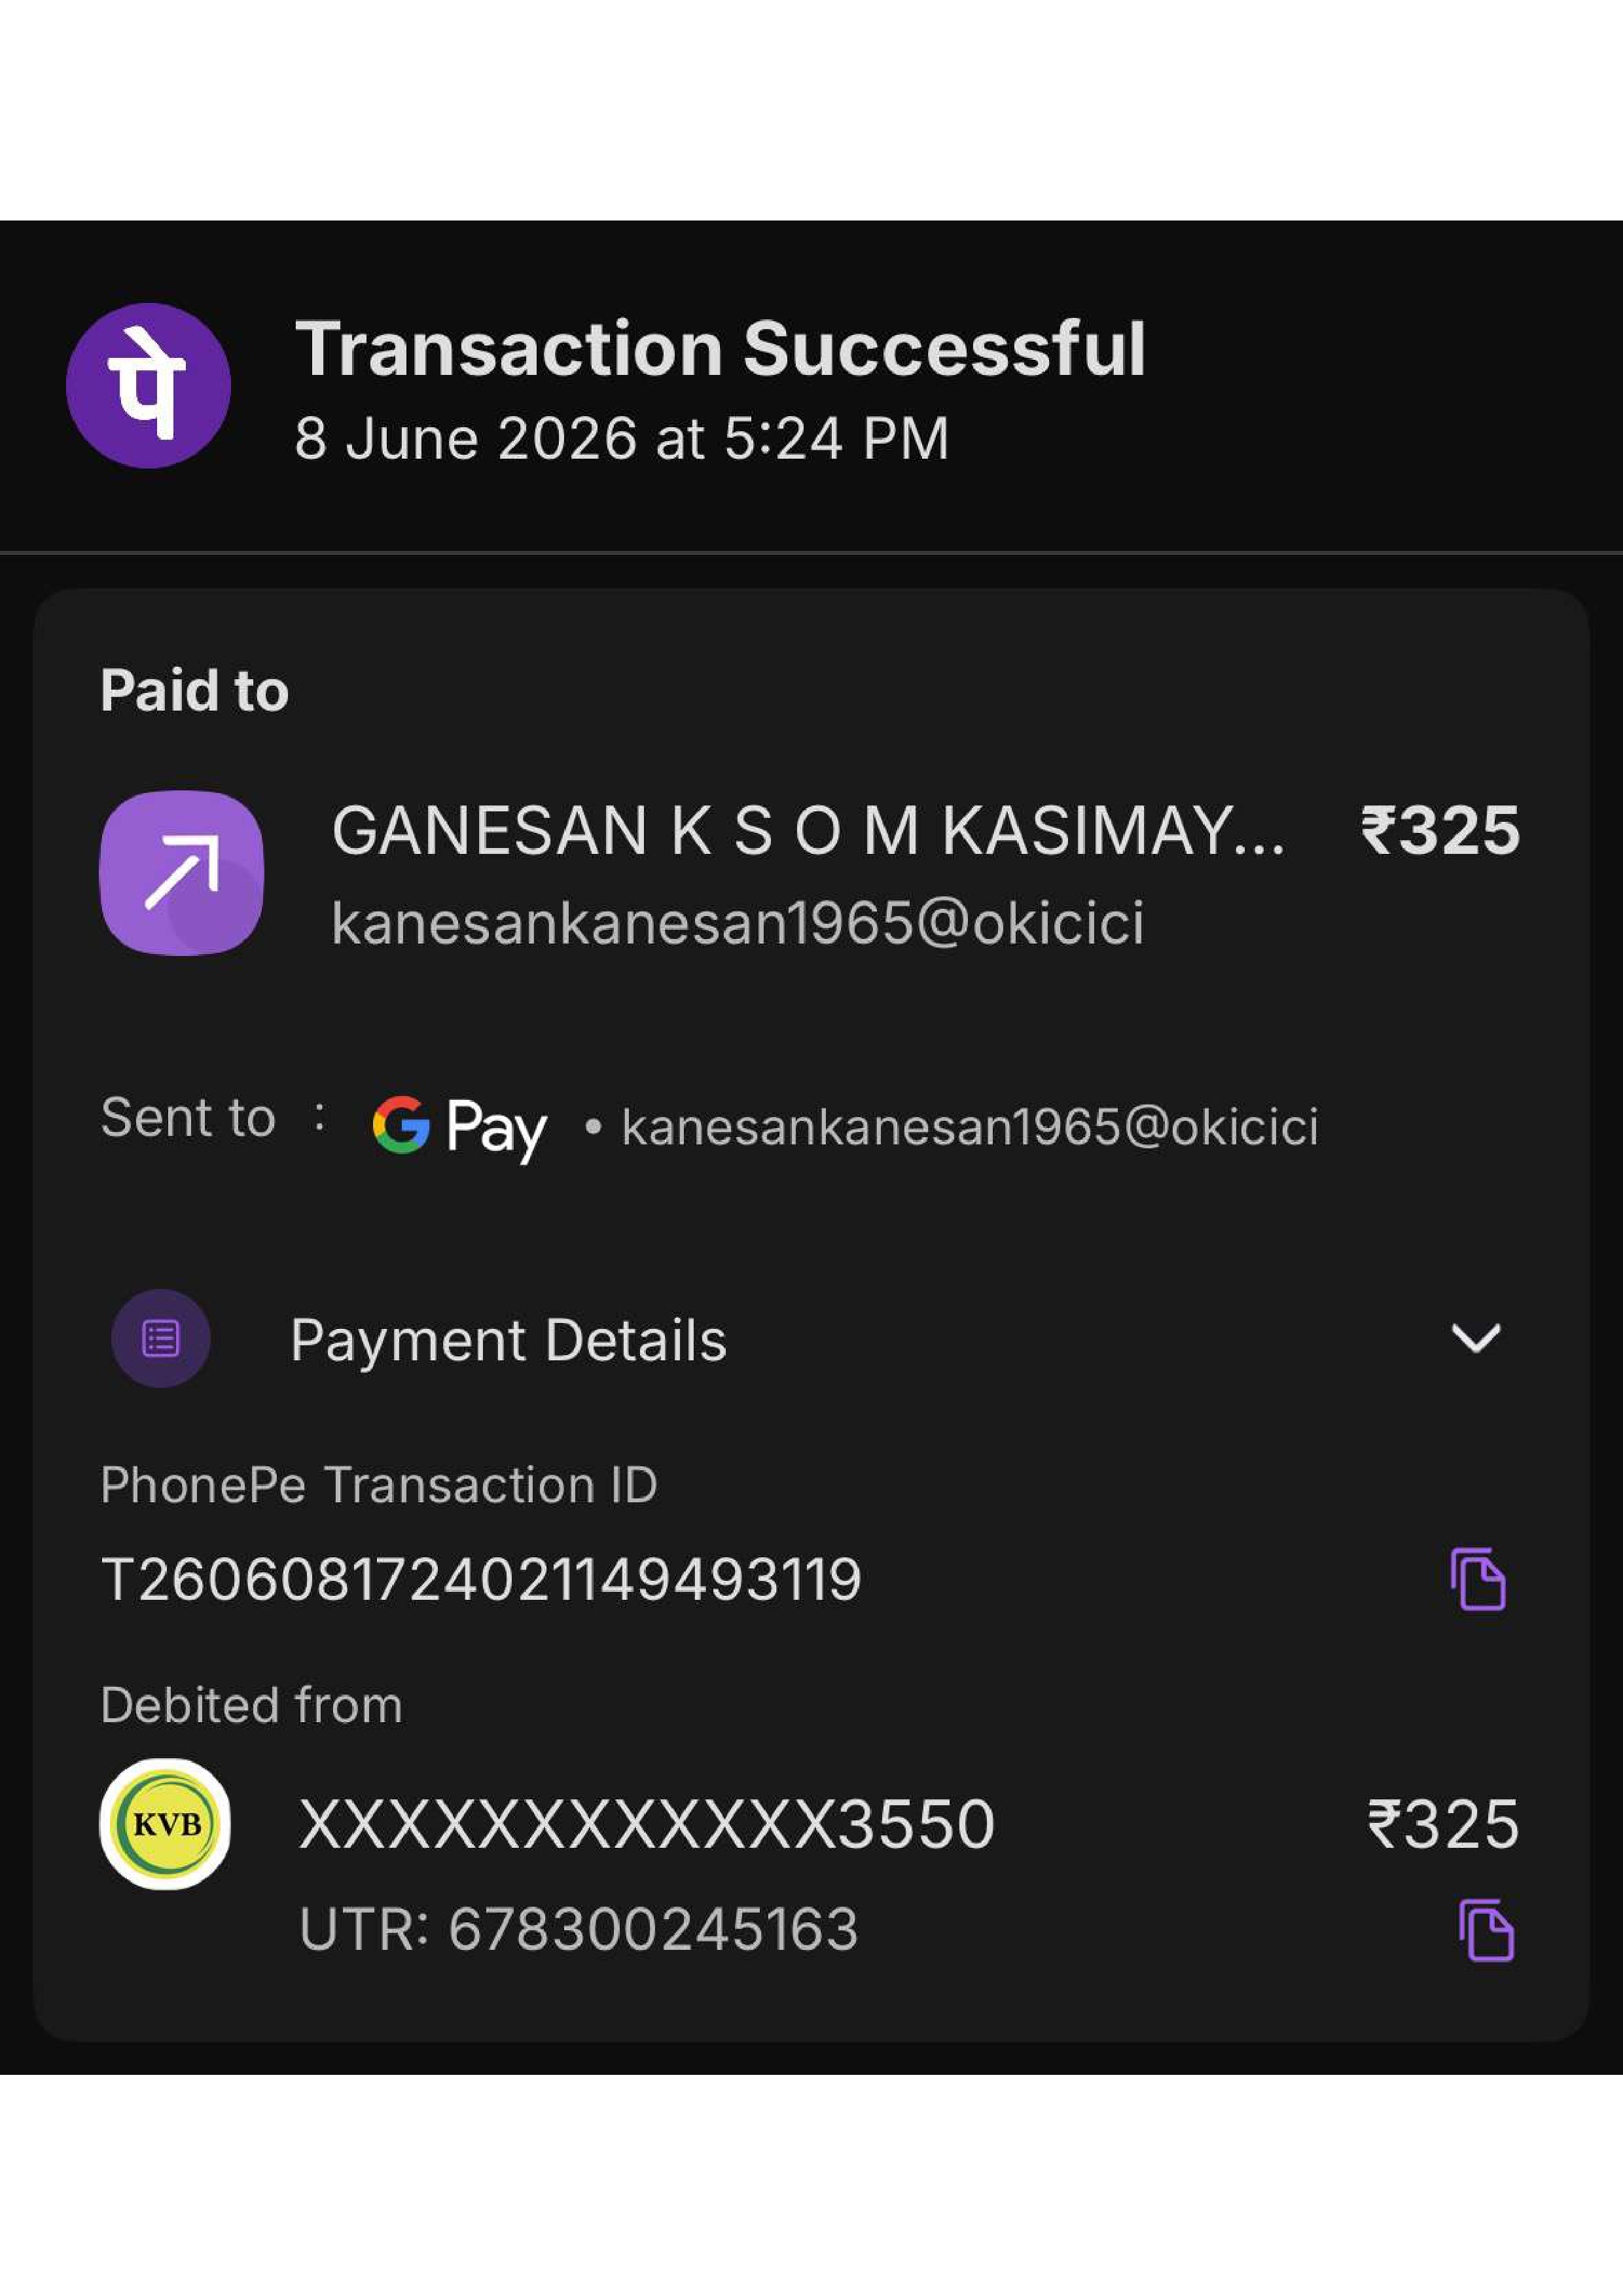 पे
Transaction Successful
8 June 2026 at 5:24 PM
Paid to
GANESAN K S O M KASIMAY... ₹325
kanesankanesan1965@okicici
Sent to : G Pay • kanesankanesan1965@okicici
Payment Details
PhonePe Transaction ID
T2606081724021149493119
Debited from
KVB XXXXXXXXXXXX3550 ₹325
UTR: 678300245163